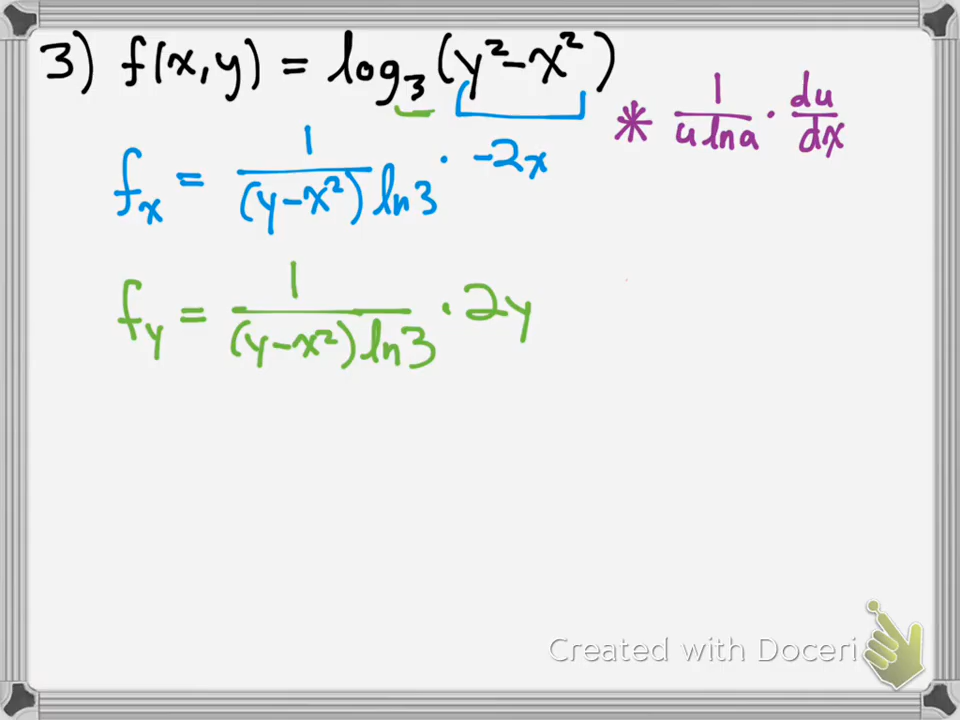 3) f(x,y) = log₃(y²-x²)
* 1/(u ln a) · du/dx
fₓ = 1/((y-x²) ln3) · -2x
f_y = 1/((y-x²) ln3) · 2y
Created with Doceri